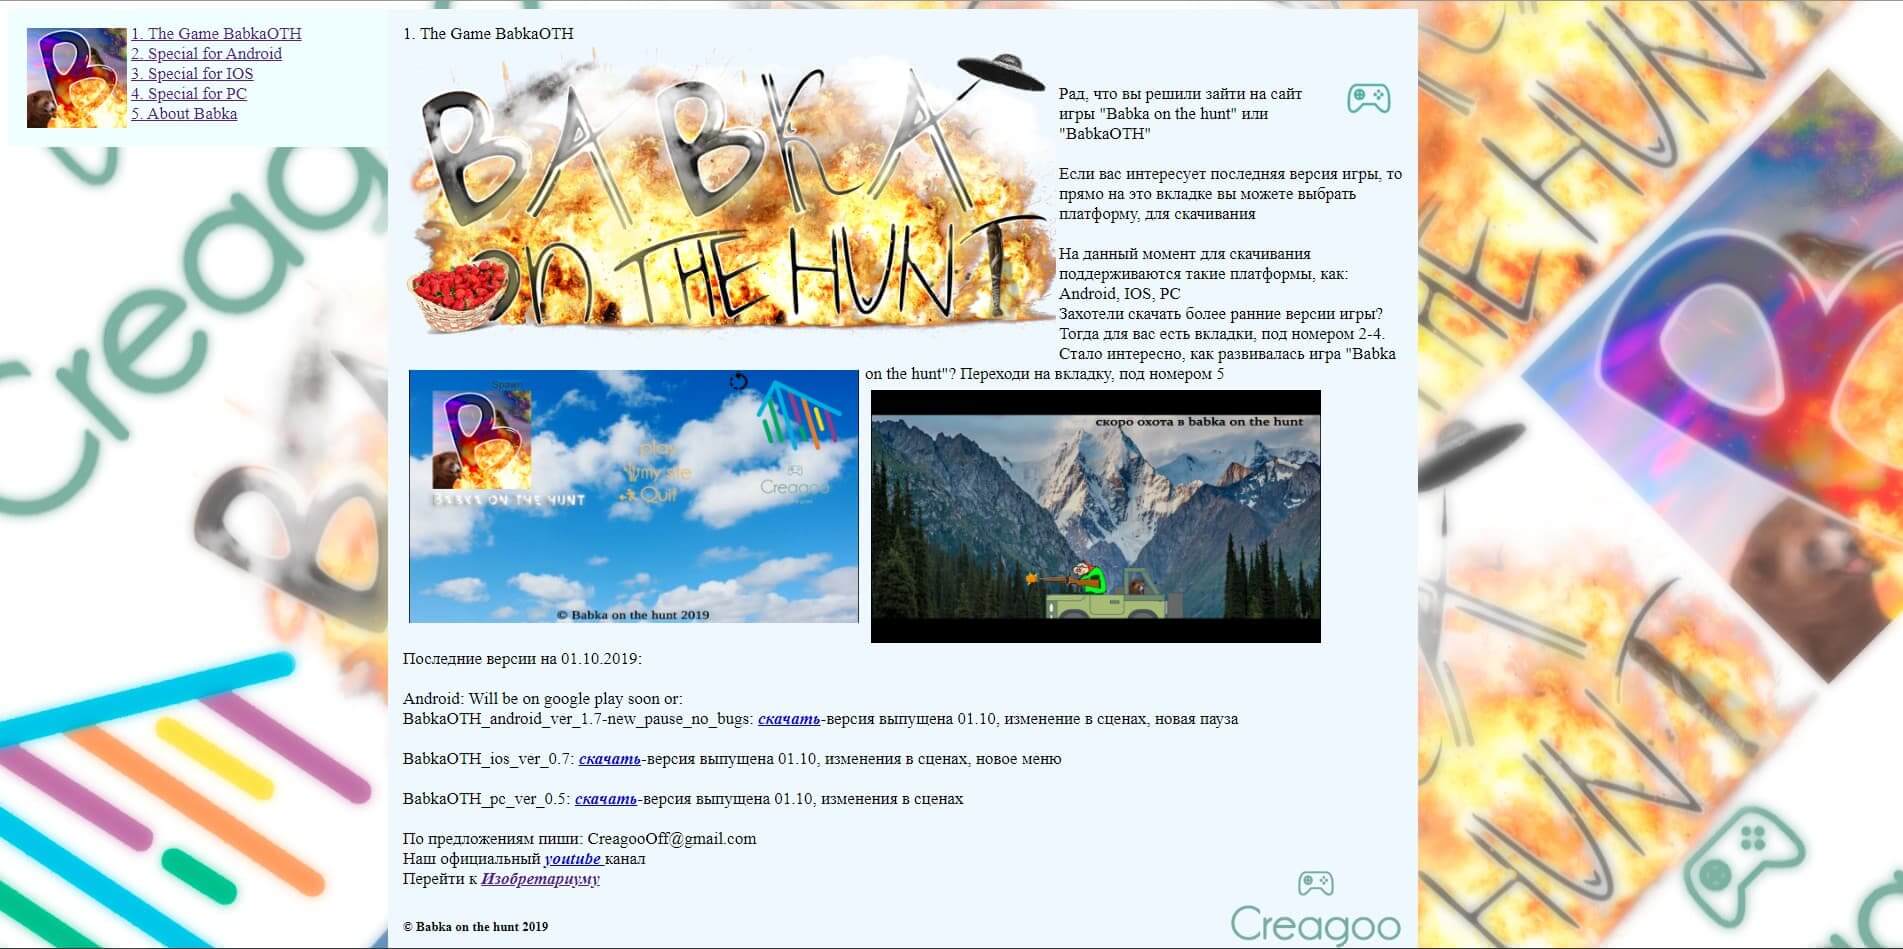 1. The Game BabkaOTH
2. Special for Android
3. Special for IOS
4. Special for PC
5. About Babka
1. The Game BabkaOTH
BABKA
ON THE HUNT
Рад, что вы решили зайти на сайт
игры "Babka on the hunt" или
"BabkaOTH"
Если вас интересует последняя версия игры, то
прямо на это вкладке вы можете выбрать
платформу, для скачивания
На данный момент для скачивания
поддерживаются такие платформы, как:
Android, IOS, PC
Захотели скачать более ранние версии игры?
Тогда для вас есть вкладки, под номером 2-4.
Стало интересно, как развивалась игра "Babka
on the hunt"? Переходи на вкладку, под номером 5
Spawn
B
BABKA ON THE HUNT
play
my site
Quit
Creagoo
© Babka on the hunt 2019
скоро охота в babka on the hunt
Последние версии на 01.10.2019:
Android: Will be on google play soon or:
BabkaOTH_android_ver_1.7-new_pause_no_bugs: скачать-версия выпущена 01.10, изменение в сценах, новая пауза
BabkaOTH_ios_ver_0.7: скачать-версия выпущена 01.10, изменения в сценах, новое меню
BabkaOTH_pc_ver_0.5: скачать-версия выпущена 01.10, изменения в сценах
По предложениям пиши: CreagooOff@gmail.com
Наш официальный youtube канал
Перейти к Изобретариуму
© Babka on the hunt 2019
Creagoo